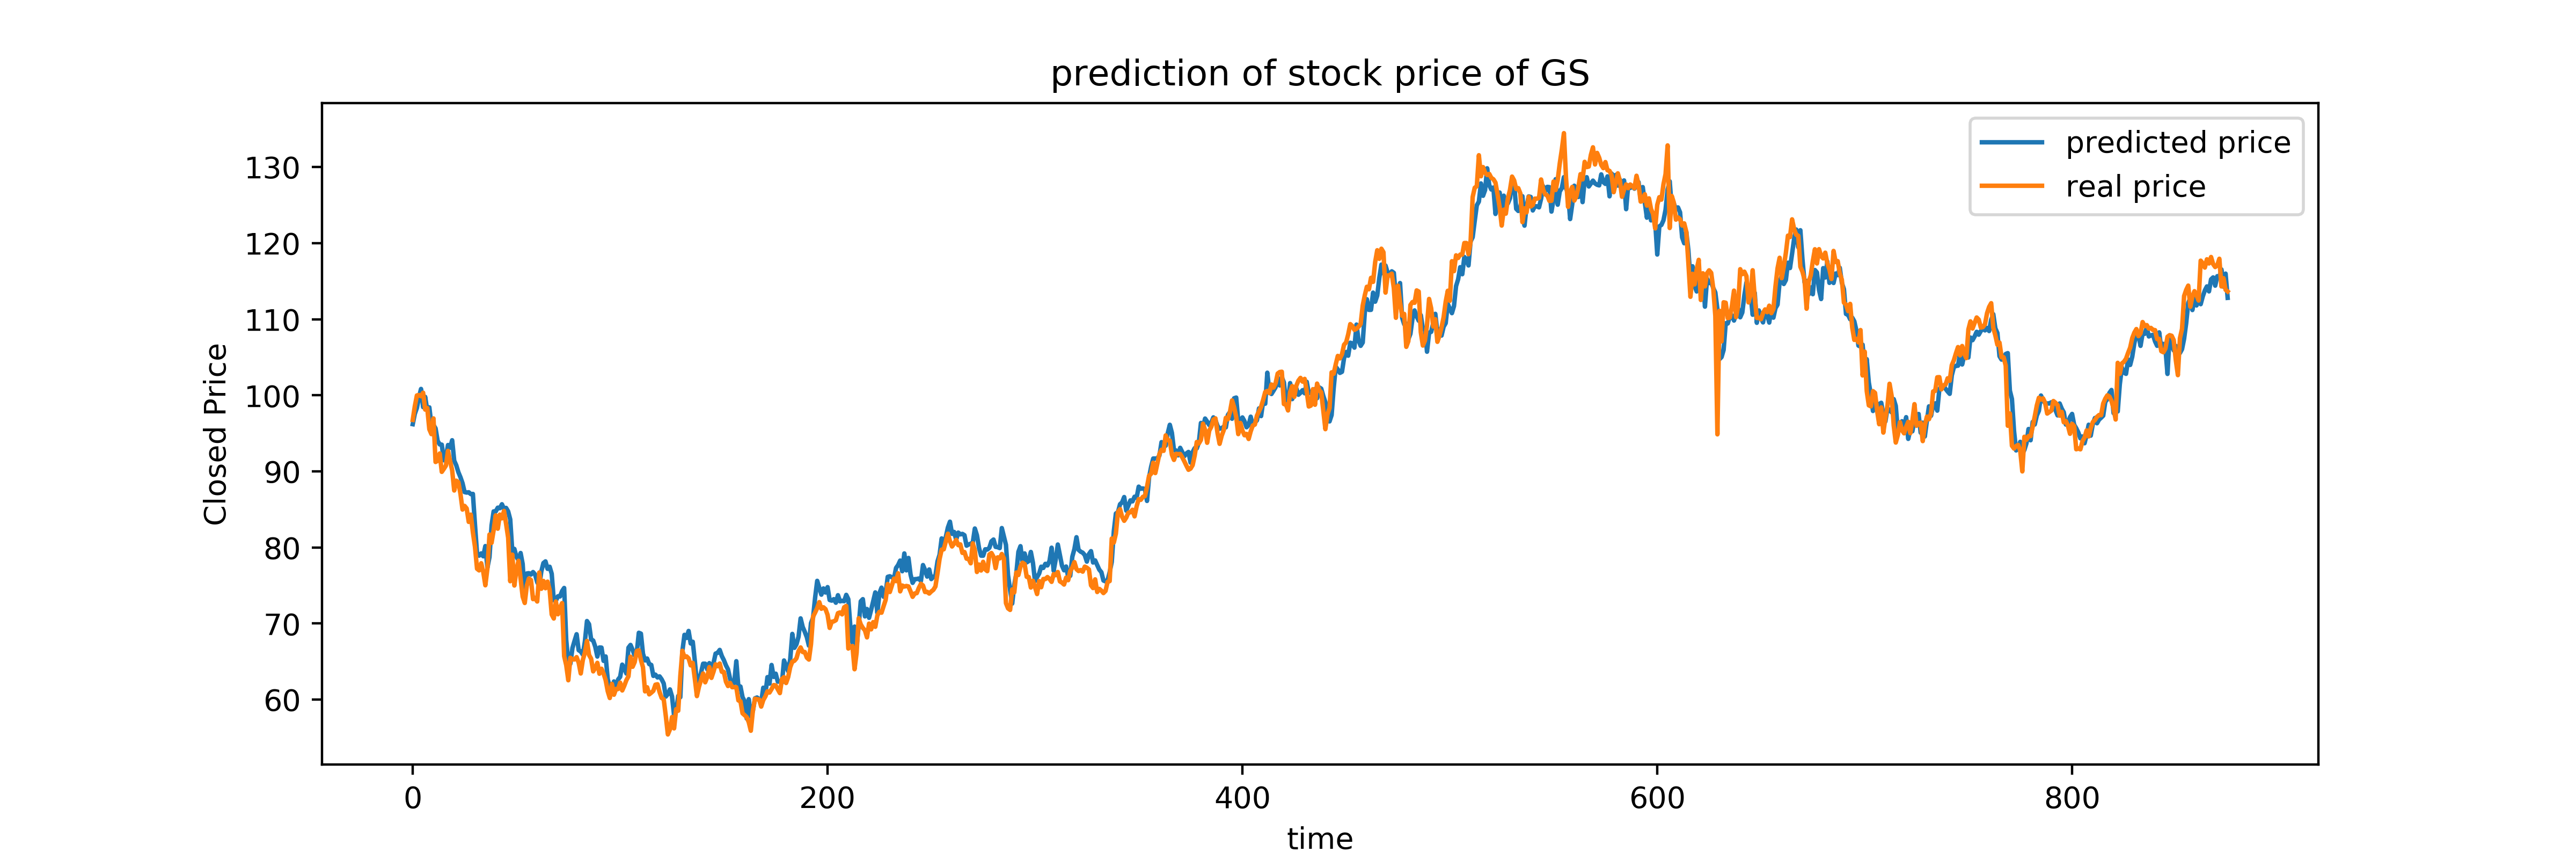 prediction of stock price of GS
predicted price
real price
Closed Price
130
120
110
100
90
80
70
60
0 200 400 600 800
time